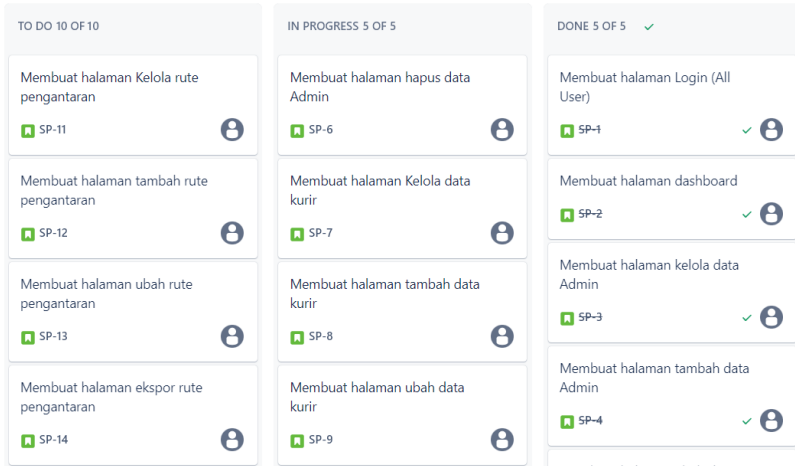 TO DO 10 OF 10
Membuat halaman Kelola rute
pengantaran
SP-11
Membuat halaman tambah rute
pengantaran
SP-12
Membuat halaman ubah rute
pengantaran
SP-13
Membuat halaman ekspor rute
pengantaran
SP-14
IN PROGRESS 5 OF 5
Membuat halaman hapus data
Admin
SP-6
Membuat halaman Kelola data
kurir
SP-7
Membuat halaman tambah data
kurir
SP-8
Membuat halaman ubah data
kurir
SP-9
DONE 5 OF 5
Membuat halaman Login (All
User)
SP-1
Membuat halaman dashboard
SP-2
Membuat halaman kelola data
Admin
SP-3
Membuat halaman tambah data
Admin
SP-4